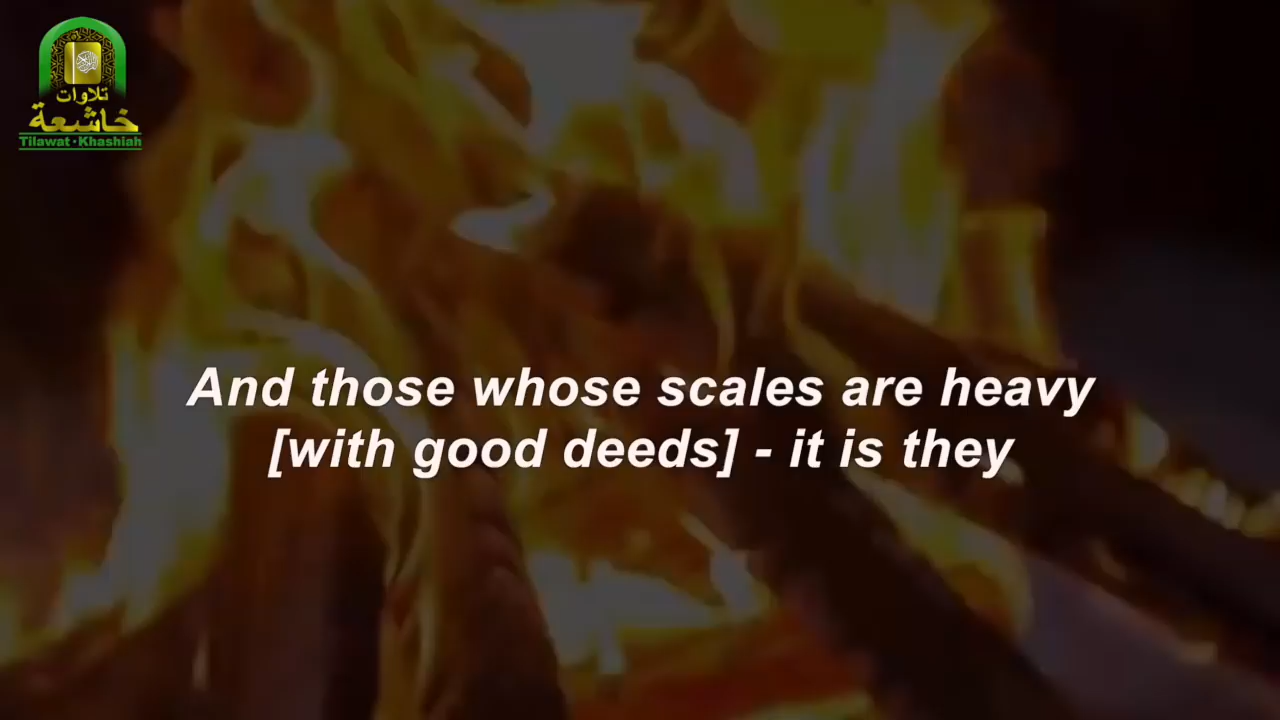 تلاوات
خاشعة
Tilawat·Khashiah
And those whose scales are heavy
[with good deeds] - it is they